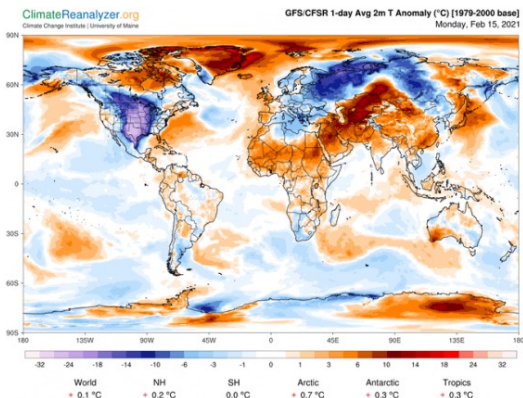 ClimateReanalyzer.org
Climate Change Institute | University of Maine
GFS/CFSR 1-day Avg 2m T Anomaly (°C) [1979-2000 base]
Monday, Feb 15, 2021
90N
60N
30N
0
30S
60S
90S
180 135W 90W 45W 0 45E 90E 135E 180
-32 -24 -18 -14 -10 -6 -3 -1 0 1 3 6 10 14 18 24 32
World NH SH Arctic Antarctic Tropics
+ 0.1 °C + 0.2 °C 0.0 °C + 0.7 °C + 0.3 °C + 0.3 °C